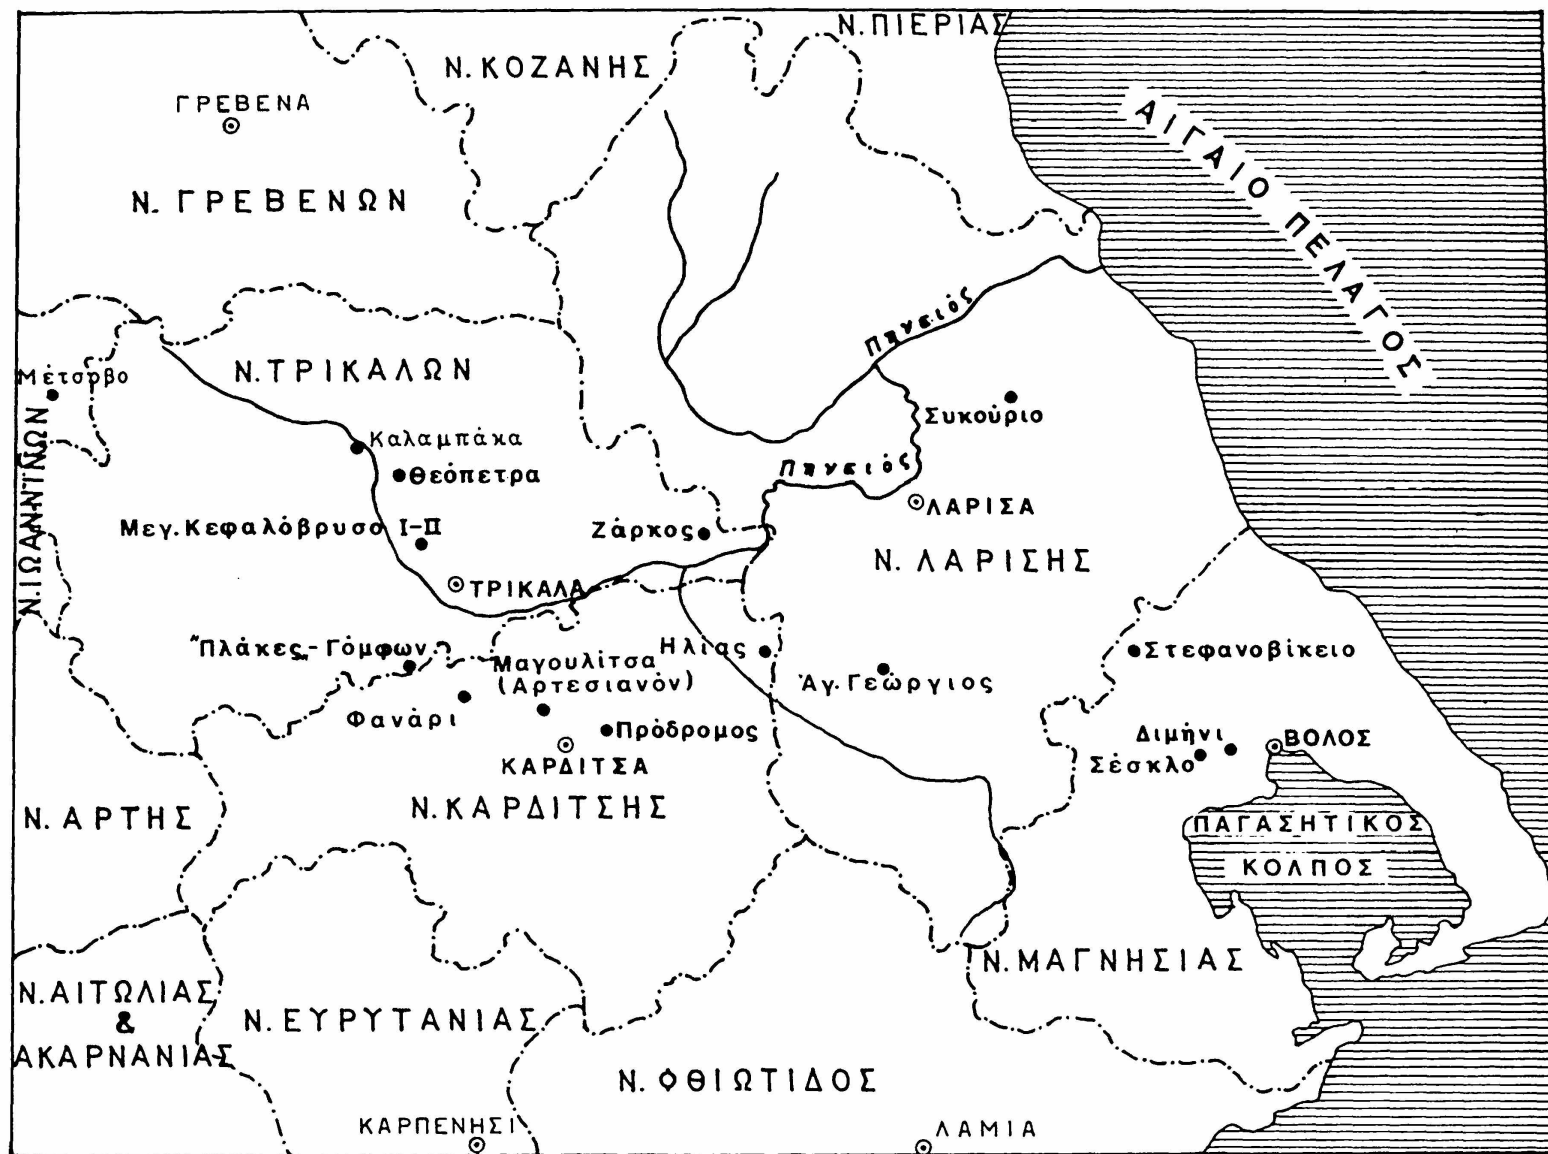 Ν. ΠΙΕΡΙΑΣ
Ν. ΚΟΖΑΝΗΣ
ΓΡΕΒΕΝΑ
Ν. ΓΡΕΒΕΝΩΝ
ΑΙΓΑΙΟ ΠΕΛΑΓΟΣ
Πηνειός
Μέτσοβο
Ν. ΤΡΙΚΑΛΩΝ
Ν. ΙΩΑΝΝΙΝΩΝ
Συκούριο
Καλαμπάκα
Θεόπετρα
Πηνειός
ΛΑΡΙΣΑ
Μεγ. Κεφαλόβρυσο Ι-ΙΙ
Ζάρκος
Ν. ΛΑΡΙΣΗΣ
ΤΡΙΚΑΛΑ
"Πλάκες„- Γόμφων
Μαγουλίτσα
(Αρτεσιανόν)
Ηλίας
Ἁγ. Γεώργιος
Στεφανοβίκειο
Φανάρι
Πρόδρομος
Διμήνι
ΒΟΛΟΣ
Σέσκλο
ΚΑΡΔΙΤΣΑ
Ν. ΚΑΡΔΙΤΣΗΣ
Ν. ΑΡΤΗΣ
ΠΑΓΑΣΗΤΙΚΟΣ
ΚΟΛΠΟΣ
Ν. ΜΑΓΝΗΣΙΑΣ
Ν. ΑΙΤΩΛΙΑΣ
&
ΑΚΑΡΝΑΝΙΑΣ
Ν. ΕΥΡΥΤΑΝΙΑΣ
Ν. ΦΘΙΩΤΙΔΟΣ
ΚΑΡΠΕΝΗΣΙ
ΛΑΜΙΑ